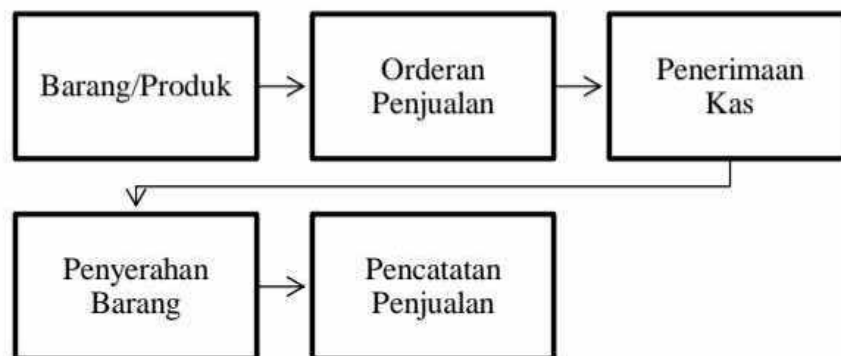 Barang/Produk
Orderan
Penjualan
Penerimaan
Kas
Penyerahan
Barang
Pencatatan
Penjualan